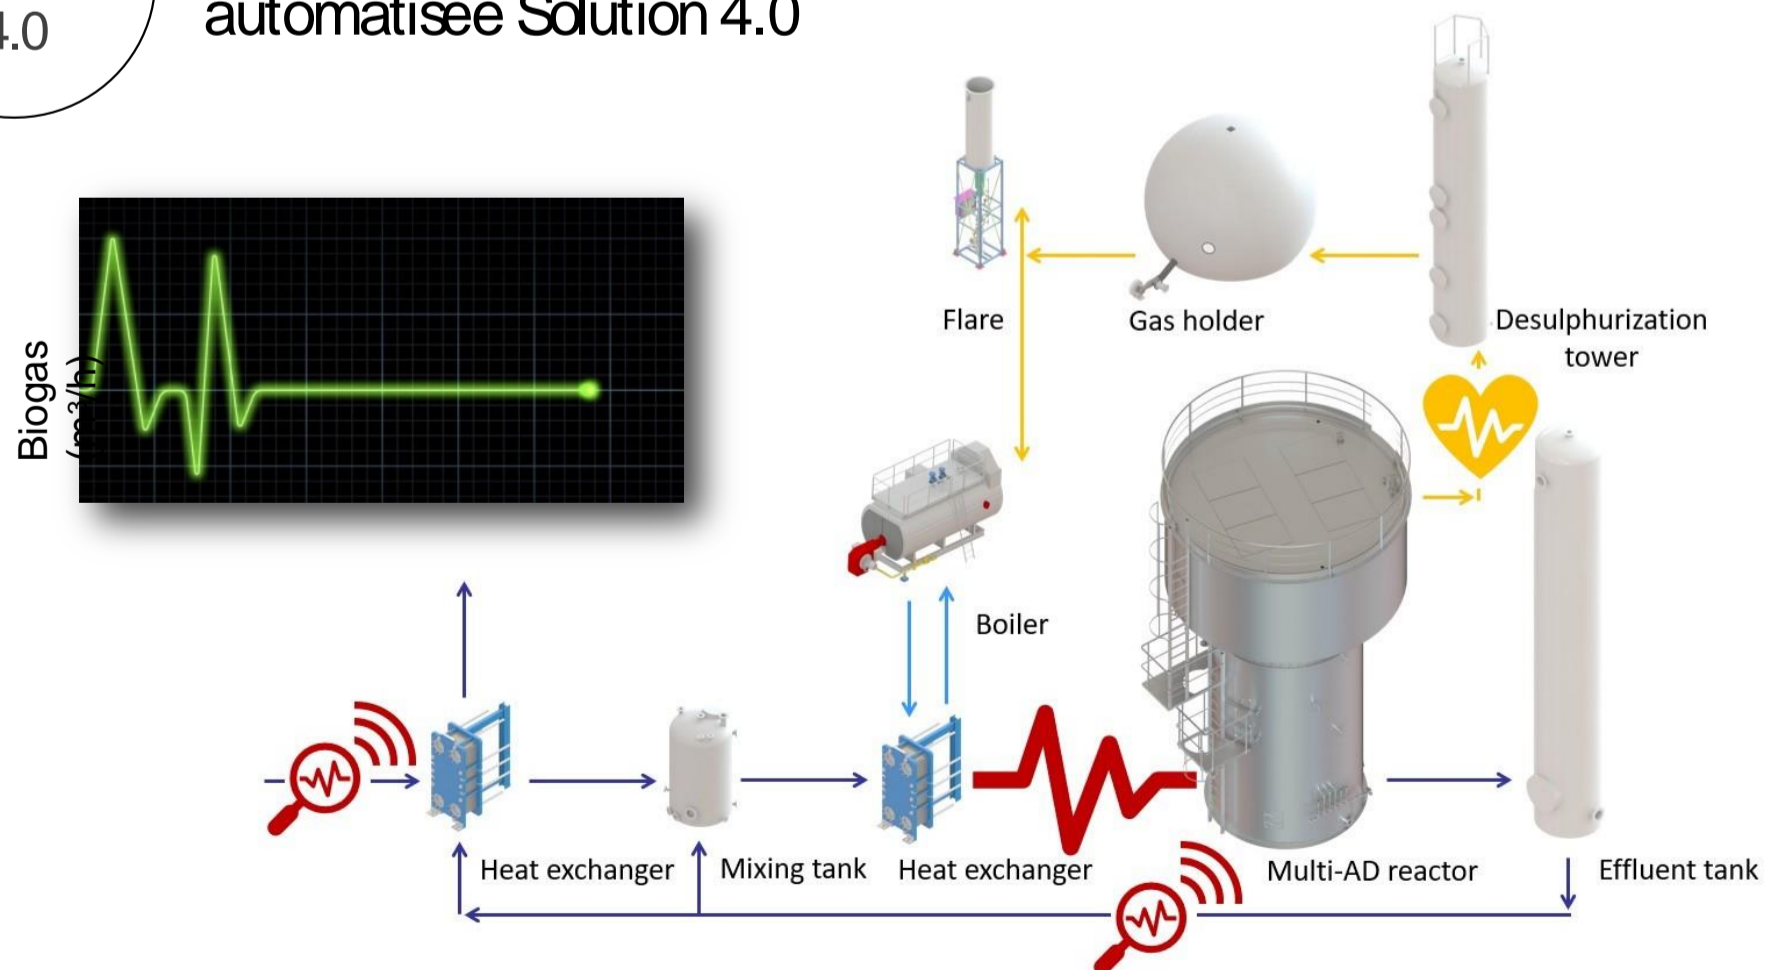 4.0
automatisée Solution 4.0
Biogas
(m³/h)
Flare
Gas holder
Desulphurization
tower
Boiler
Heat exchanger
Mixing tank
Heat exchanger
Multi-AD reactor
Effluent tank